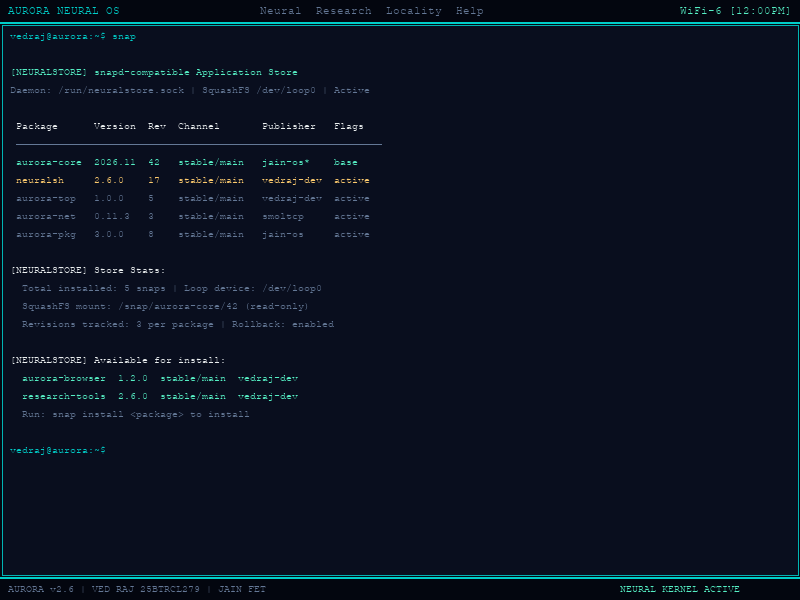 AURORA NEURAL OS Neural Research Locality Help WiFi-6 [12:00PM]
vedraj@aurora:~$ snap
[NEURALSTORE] snapd-compatible Application Store
Daemon: /run/neuralstore.sock | SquashFS /dev/loop0 | Active
Package Version Rev Channel Publisher Flags
aurora-core 2026.11 42 stable/main jain-os* base
neuralsh 2.6.0 17 stable/main vedraj-dev active
aurora-top 1.0.0 5 stable/main vedraj-dev active
aurora-net 0.11.3 3 stable/main smoltcp active
aurora-pkg 3.0.0 8 stable/main jain-os active
[NEURALSTORE] Store Stats:
Total installed: 5 snaps | Loop device: /dev/loop0
SquashFS mount: /snap/aurora-core/42 (read-only)
Revisions tracked: 3 per package | Rollback: enabled
[NEURALSTORE] Available for install:
aurora-browser 1.2.0 stable/main vedraj-dev
research-tools 2.6.0 stable/main vedraj-dev
Run: snap install <package> to install
vedraj@aurora:~$
AURORA v2.6 | VED RAJ 25BTRCL279 | JAIN FET NEURAL KERNEL ACTIVE